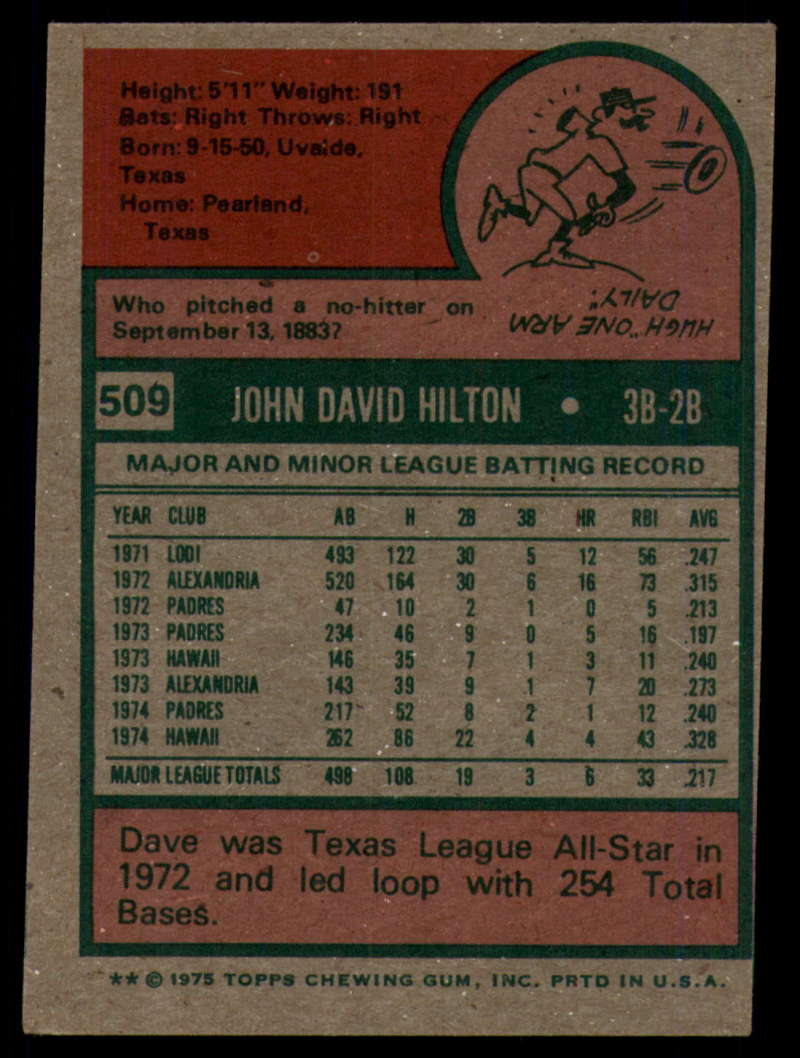 Height: 5'11" Weight: 191
Bats: Right Throws: Right
Born: 9-15-50, Uvalde,
Texas
Home: Pearland,
Texas
Who pitched a no-hitter on
September 13, 1883?
HUGH "ONE ARM
DAILY".
509 JOHN DAVID HILTON • 3B-2B
MAJOR AND MINOR LEAGUE BATTING RECORD
YEAR CLUB AB H 2B 3B HR RBI AVG
1971 LODI 493 122 30 5 12 56 .247
1972 ALEXANDRIA 520 164 30 6 16 73 .315
1972 PADRES 47 10 2 1 0 5 .213
1973 PADRES 234 46 9 0 5 16 .197
1973 HAWAII 146 35 7 1 3 11 .240
1973 ALEXANDRIA 143 39 9 1 7 20 .273
1974 PADRES 217 52 8 2 1 12 .240
1974 HAWAII 262 86 22 4 4 43 .328
MAJOR LEAGUE TOTALS 498 108 19 3 6 33 .217
Dave was Texas League All-Star in
1972 and led loop with 254 Total
Bases.
** © 1975 TOPPS CHEWING GUM, INC. PRTD IN U.S.A.